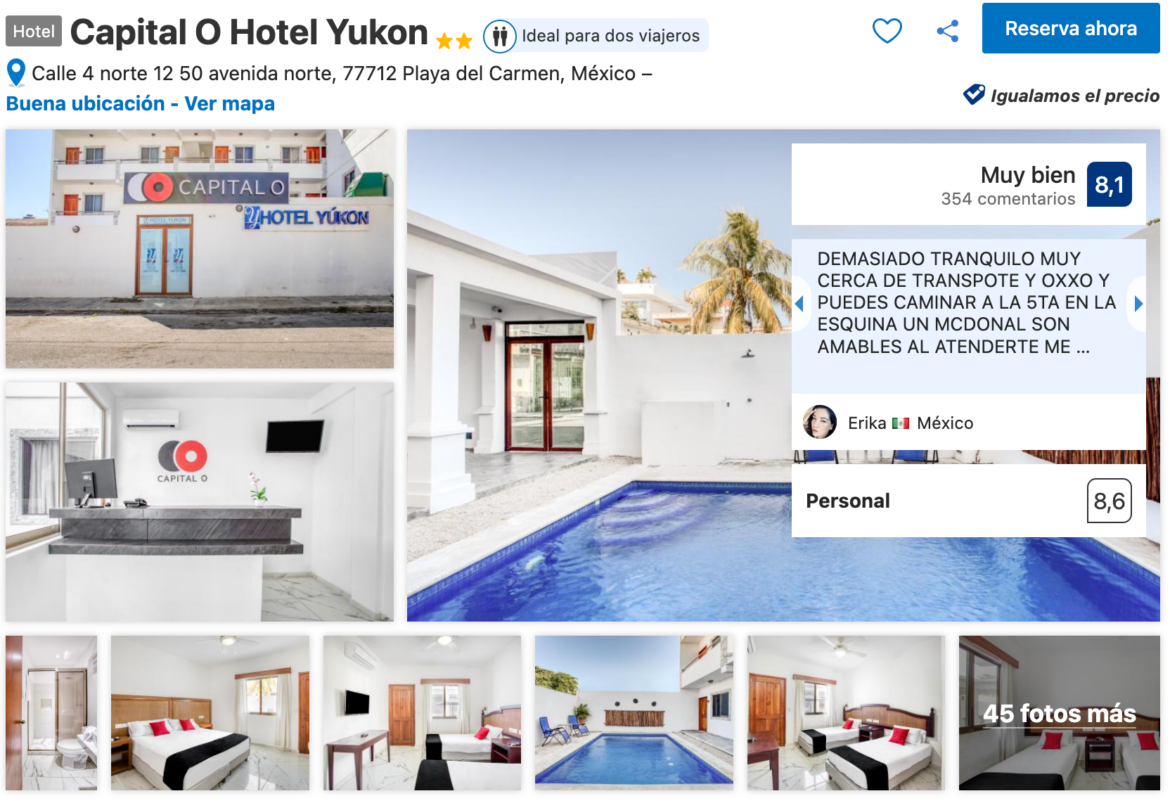 Hotel Capital O Hotel Yukon Ideal para dos viajeros
Reserva ahora
Calle 4 norte 12 50 avenida norte, 77712 Playa del Carmen, México –
Buena ubicación - Ver mapa
Igualamos el precio
CAPITAL O
HOTEL YUKON
HOTEL YÚKON
CAPITAL O
Muy bien 8,1
354 comentarios
DEMASIADO TRANQUILO MUY
CERCA DE TRANSPOTE Y OXXO Y
PUEDES CAMINAR A LA 5TA EN LA
ESQUINA UN MCDONAL SON
AMABLES AL ATENDERTE ME ...
Erika México
Personal 8,6
45 fotos más